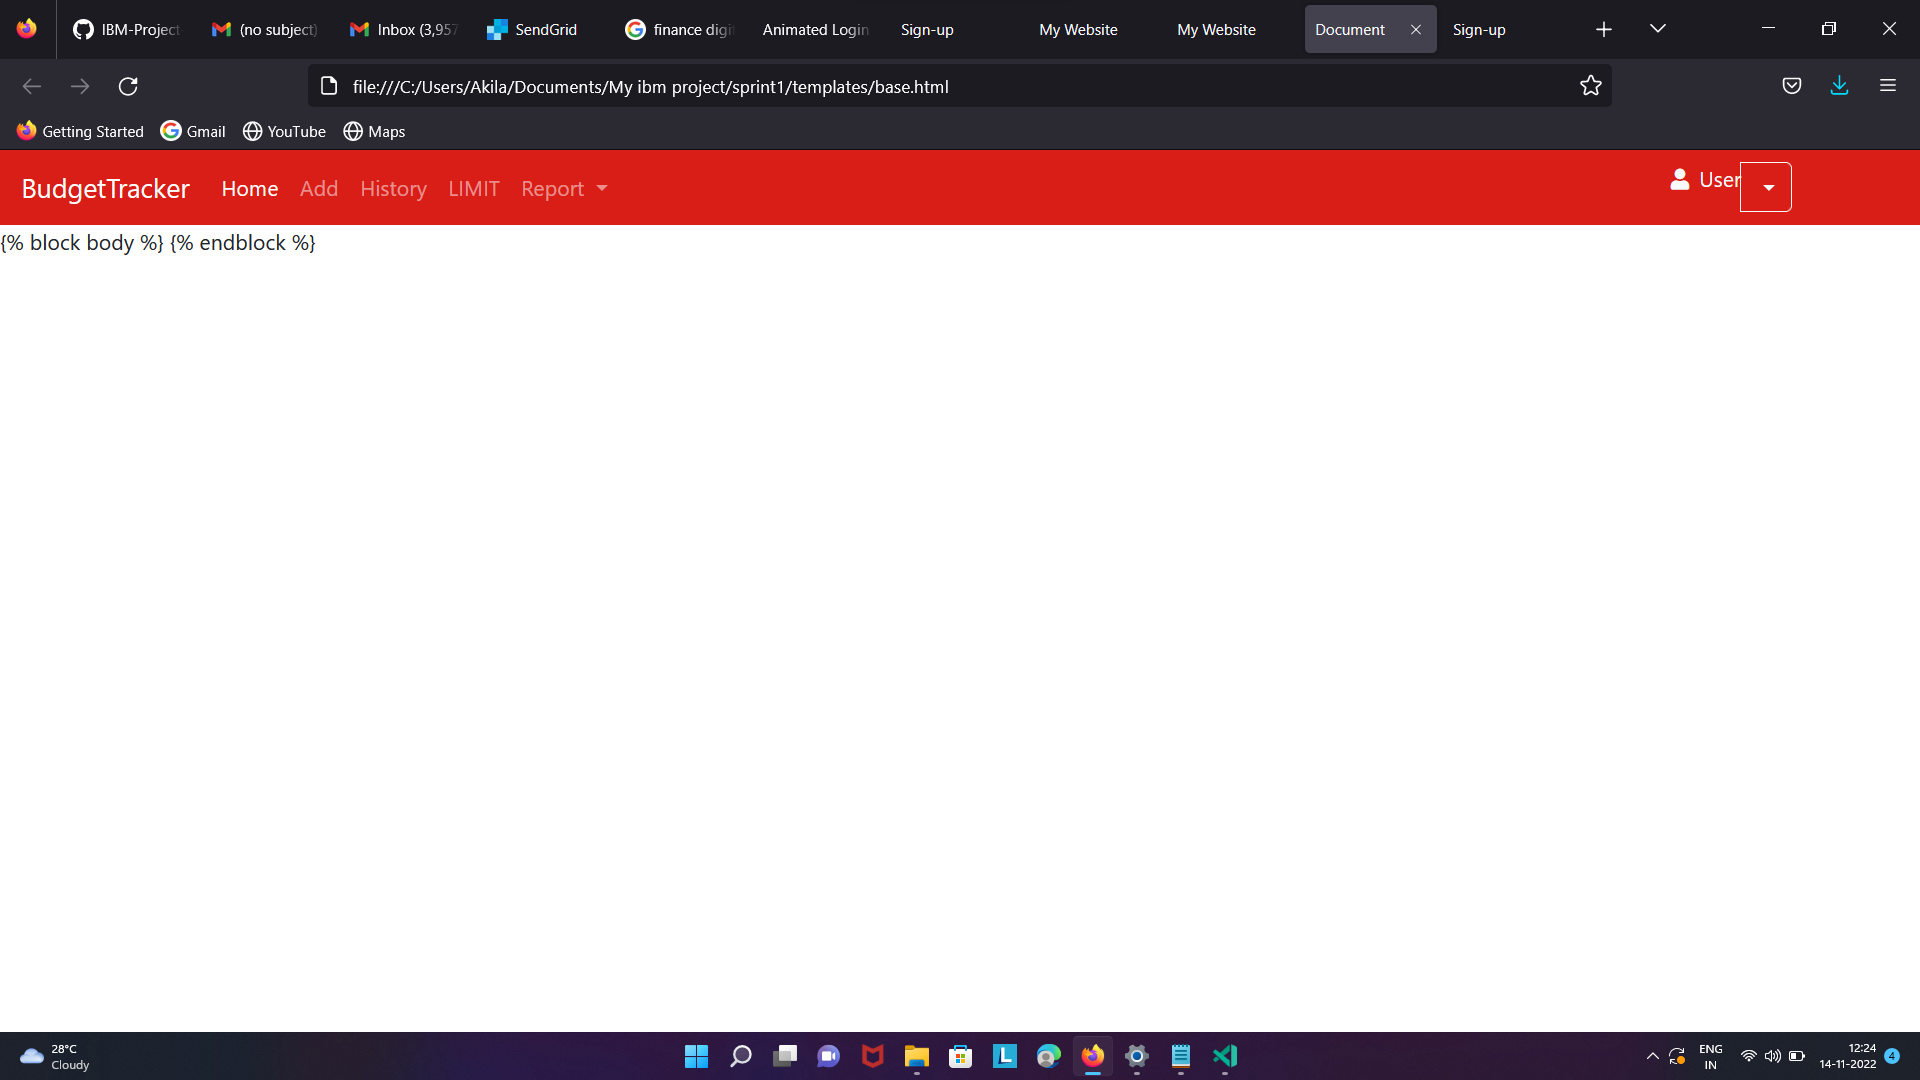 IBM-Project
(no subject)
Inbox (3,957
SendGrid
finance digit
Animated Login
Sign-up
My Website
My Website
Document
Sign-up
file:///C:/Users/Akila/Documents/My ibm project/sprint1/templates/base.html
Getting Started
Gmail
YouTube
Maps
BudgetTracker
Home
Add
History
LIMIT
Report
User
{% block body %} {% endblock %}
28°C
Cloudy
L
ENG
IN
12:24
14-11-2022
4